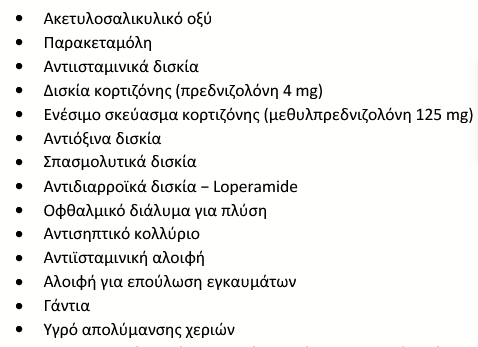 • Ακετυλοσαλικυλικό οξύ
• Παρακεταμόλη
• Αντιισταμινικά δισκία
• Δισκία κορτιζόνης (πρεδνιζολόνη 4 mg)
• Ενέσιμο σκεύασμα κορτιζόνης (μεθυλπρεδνιζολόνη 125 mg)
• Αντιόξινα δισκία
• Σπασμολυτικά δισκία
• Αντιδιαρροϊκά δισκία – Loperamide
• Οφθαλμικό διάλυμα για πλύση
• Αντισηπτικό κολλύριο
• Αντιϊσταμινική αλοιφή
• Αλοιφή για επούλωση εγκαυμάτων
• Γάντια
• Υγρό απολύμανσης χεριών